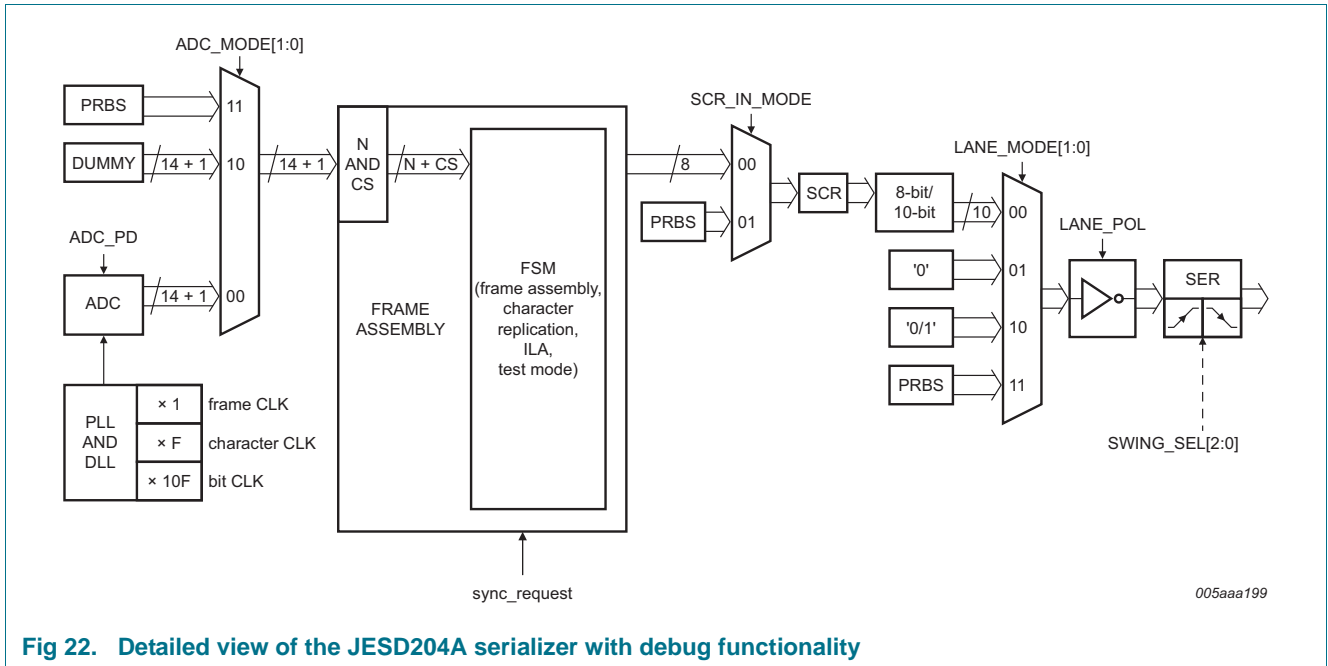 ADC_MODE[1:0]
PRBS
11
DUMMY
14 + 1
10
14 + 1
ADC_PD
ADC
14 + 1
00
PLL
AND
DLL
× 1
frame CLK
× F
character CLK
× 10F
bit CLK
N
AND
CS
N + CS
FRAME
ASSEMBLY
FSM
(frame assembly,
character
replication,
ILA,
test mode)
sync_request
SCR_IN_MODE
8
00
PRBS
01
SCR
8-bit/
10-bit
10
LANE_MODE[1:0]
00
'0'
01
'0/1'
10
PRBS
11
LANE_POL
SER
SWING_SEL[2:0]
005aaa199
Fig 22. Detailed view of the JESD204A serializer with debug functionality